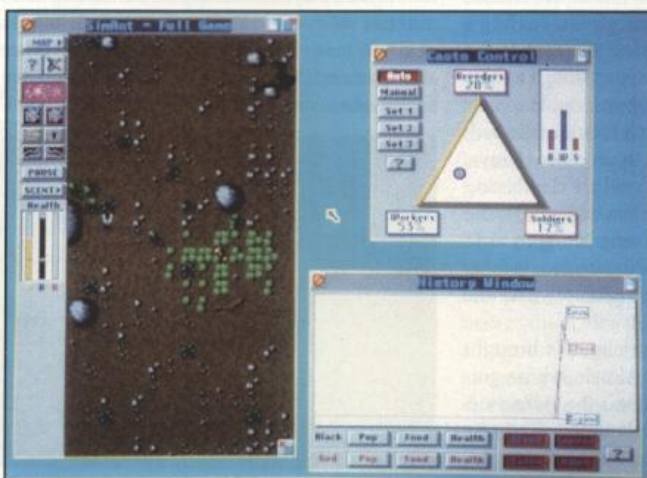 SimAnt - Full Game
MAP
?
PAUSE
SCENT
Health
Caste Control
Auto
Manual
Set 1
Set 2
Set 3
?
Breeders
B W S
Workers
53%
Soldiers
17%
History Window
Black Pop Food Health
Red Pop Food Health
?